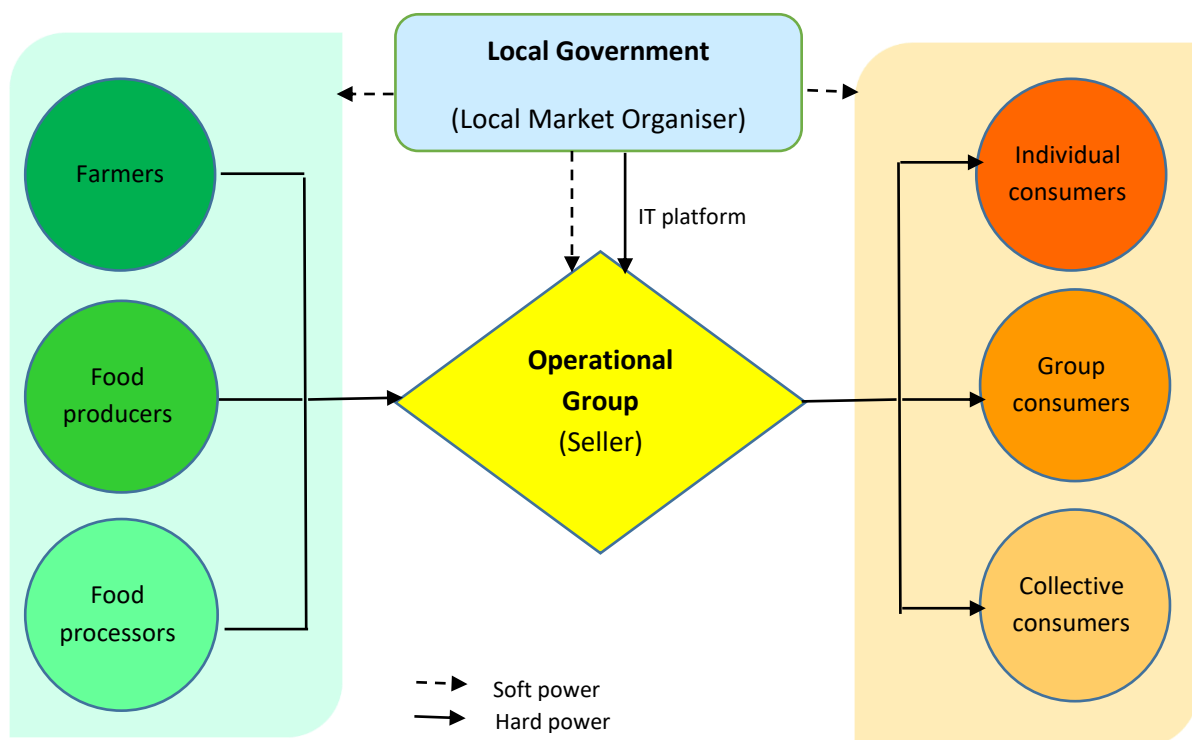 Local Government
(Local Market Organiser)
Farmers
Individual
consumers
IT platform
Operational
Group
(Seller)
Food
producers
Group
consumers
Food
processors
Collective
consumers
Soft power
Hard power